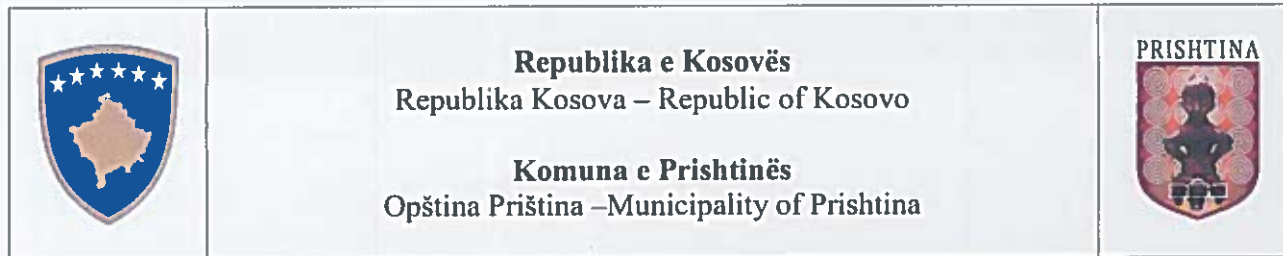 Republika e Kosovës
Republika Kosova – Republic of Kosovo
Komuna e Prishtinës
Opština Priština –Municipality of Prishtina
PRISHTINA